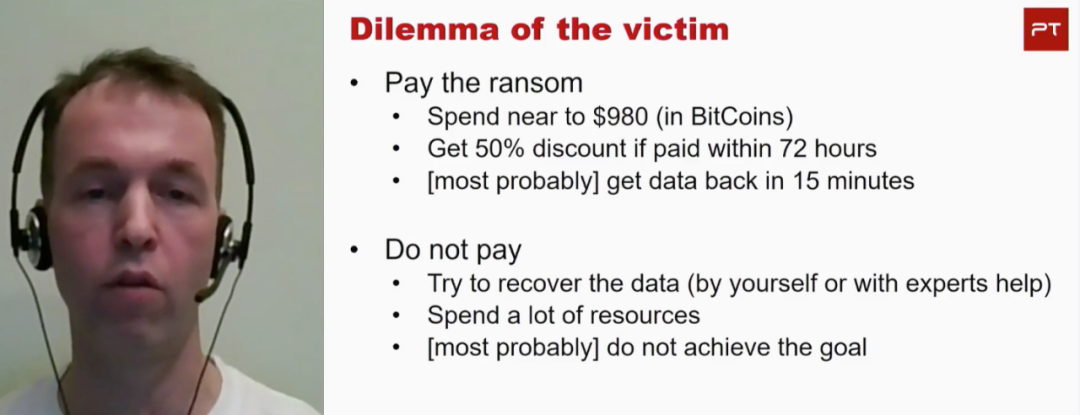 Dilemma of the victim
PT
• Pay the ransom
• Spend near to $980 (in BitCoins)
• Get 50% discount if paid within 72 hours
• [most probably] get data back in 15 minutes
• Do not pay
• Try to recover the data (by yourself or with experts help)
• Spend a lot of resources
• [most probably] do not achieve the goal